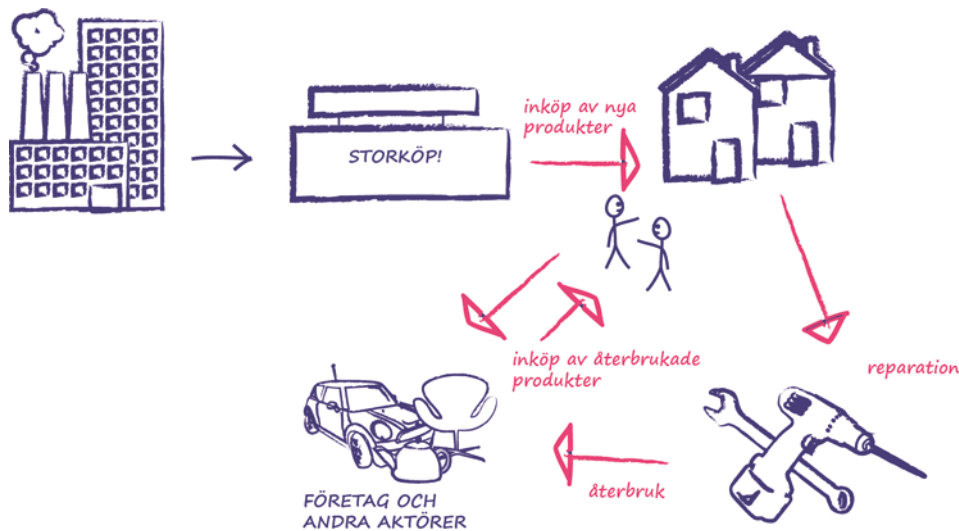 inköp av nya
produkter
STORKÖP!
inköp av återbrukade
produkter
reparation
återbruk
FÖRETAG OCH
ANDRA AKTÖRER